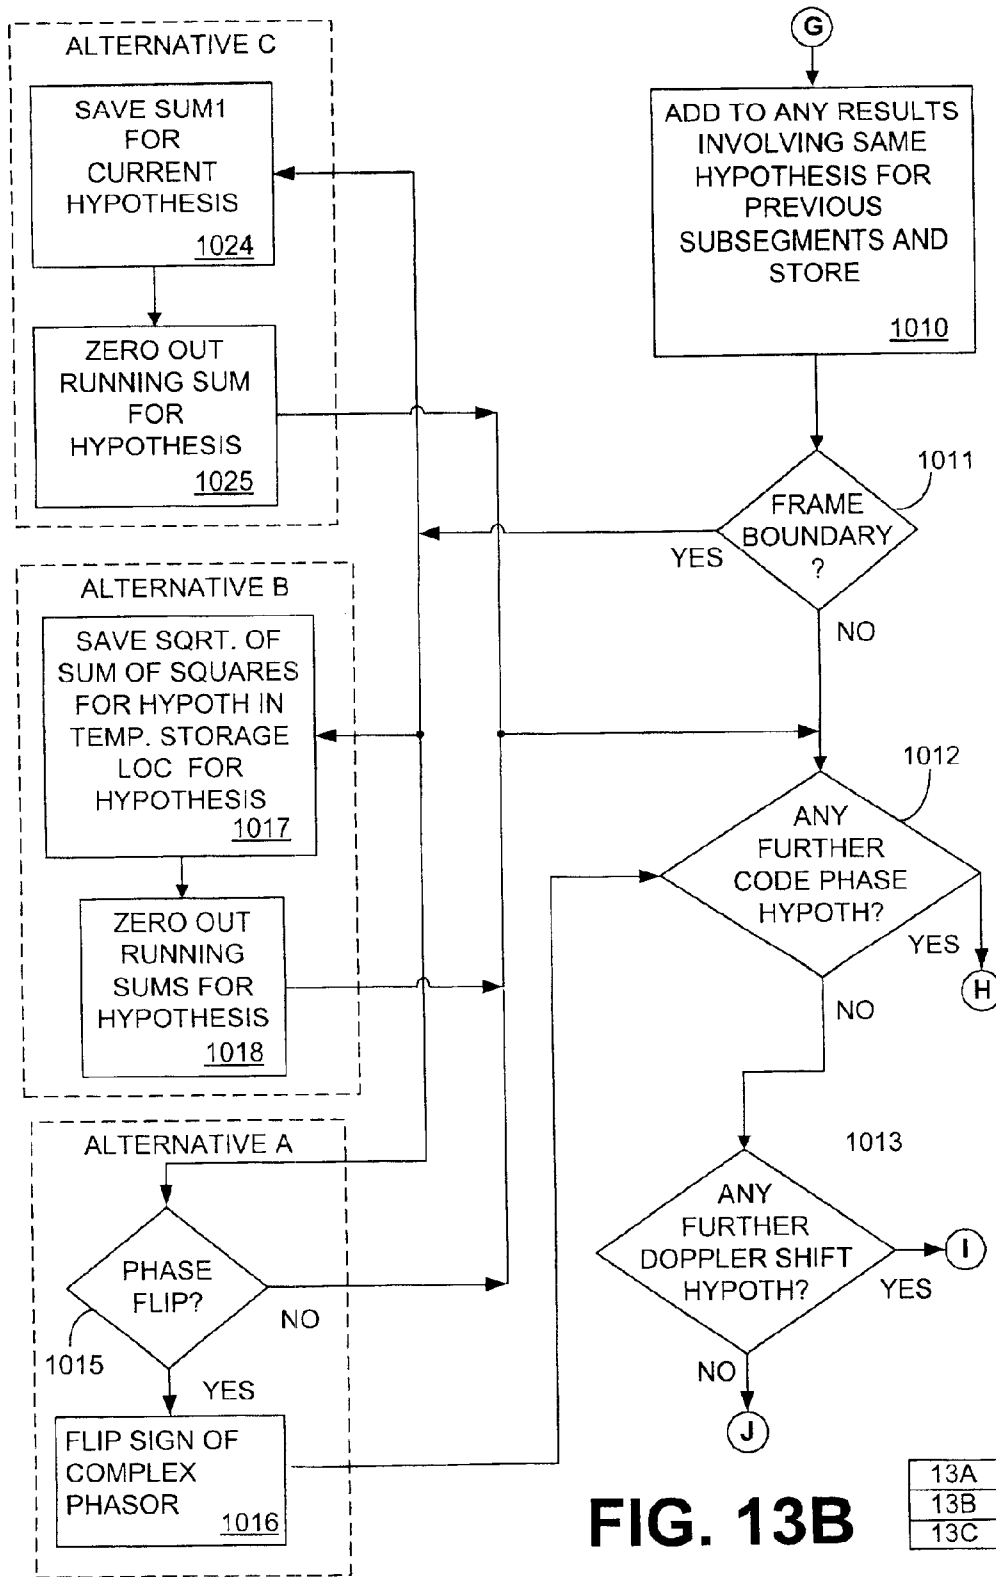 ALTERNATIVE C
SAVE SUM1
FOR
CURRENT
HYPOTHESIS
1024
ZERO OUT
RUNNING SUM
FOR
HYPOTHESIS
1025
ALTERNATIVE B
SAVE SQRT. OF
SUM OF SQUARES
FOR HYPOTH IN
TEMP. STORAGE
LOC FOR
HYPOTHESIS
1017
ZERO OUT
RUNNING
SUMS FOR
HYPOTHESIS
1018
ALTERNATIVE A
PHASE
FLIP?
NO
1015
YES
FLIP SIGN OF
COMPLEX
PHASOR
1016
G
ADD TO ANY RESULTS
INVOLVING SAME
HYPOTHESIS FOR
PREVIOUS
SUBSEGMENTS AND
STORE
1010
1011
FRAME
BOUNDARY
?
YES
NO
1012
ANY
FURTHER
CODE PHASE
HYPOTH?
YES
H
NO
1013
ANY
FURTHER
DOPPLER SHIFT
HYPOTH?
I
YES
NO
J
FIG. 13B
13A
13B
13C